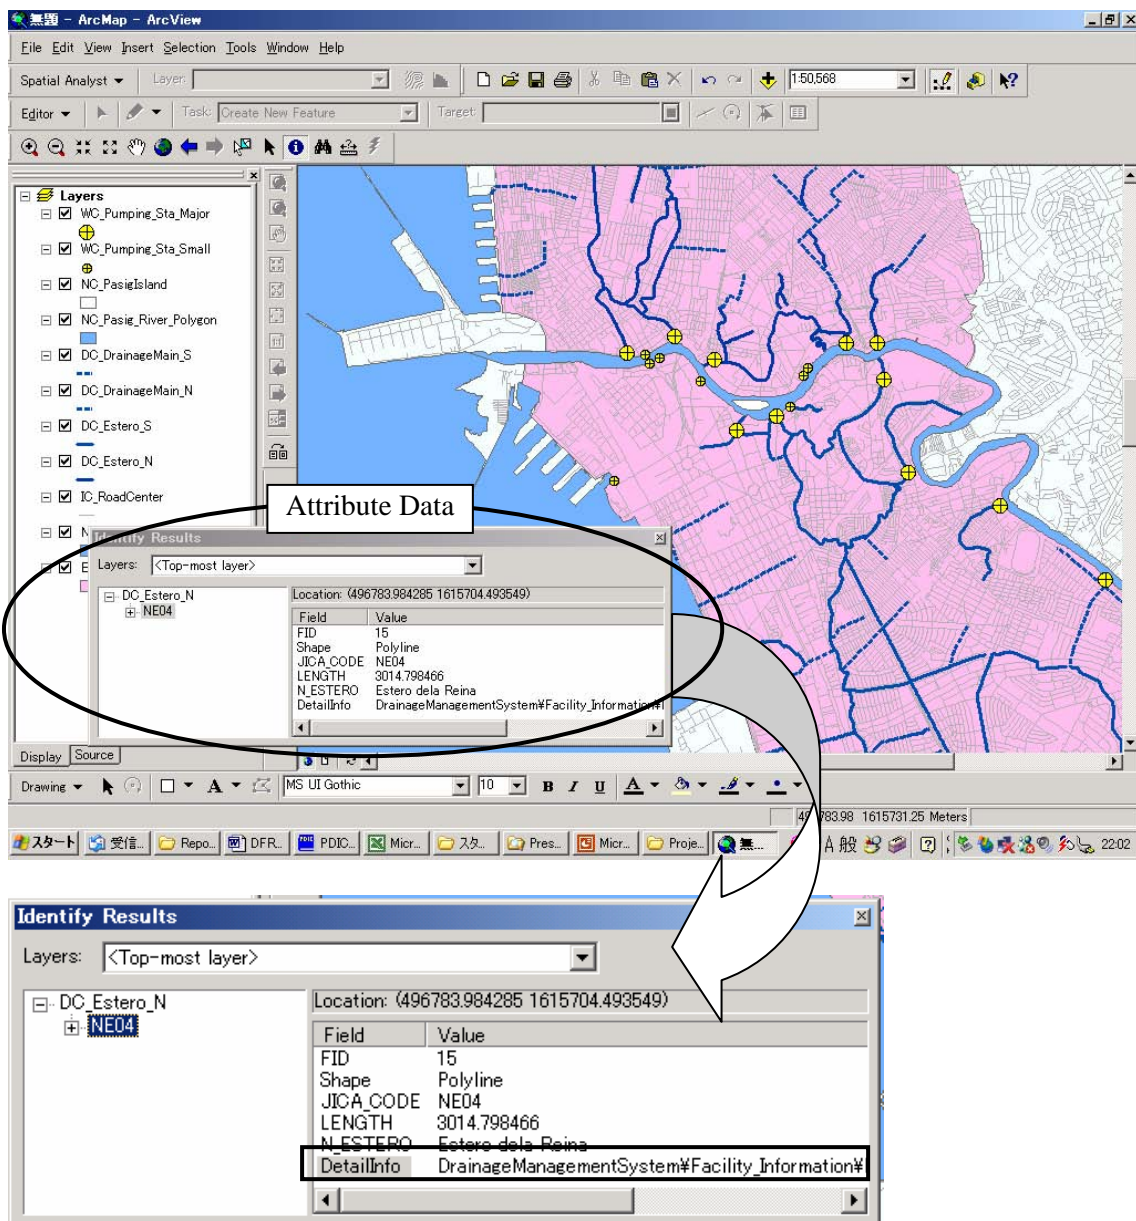 無題 - ArcMap - ArcView
File Edit View Insert Selection Tools Window Help
Spatial Analyst Layer: 1:50,568
Editor Task: Create New Feature Target:
Layers
WC_Pumping_Sta_Major
WC_Pumping_Sta_Small
NC_PasigIsland
NC_Pasig_River_Polygon
DC_DrainageMain_S
DC_DrainageMain_N
DC_Estero_S
DC_Estero_N
IC_RoadCenter
Attribute Data
Identify Results
Layers: <Top-most layer>
DC_Estero_N
NE04
Location: (496783.984285 1615704.493549)
Field Value
FID 15
Shape Polyline
JICA_CODE NE04
LENGTH 3014.798466
N_ESTERO Estero dela Reina
DetailInfo DrainageManagementSystem¥Facility_Information¥
Display Source
Drawing A MS UI Gothic 10 B I U A
783.98 1615731.25 Meters
スタート 受信... Repo... DFR... PDIC... Micr... スタ... Pres... Micr... Proje... 無... A 般 22:02
Identify Results
Layers: <Top-most layer>
DC_Estero_N
NE04
Location: (496783.984285 1615704.493549)
Field Value
FID 15
Shape Polyline
JICA_CODE NE04
LENGTH 3014.798466
N_ESTERO Estero dela Reina
DetailInfo DrainageManagementSystem¥Facility_Information¥